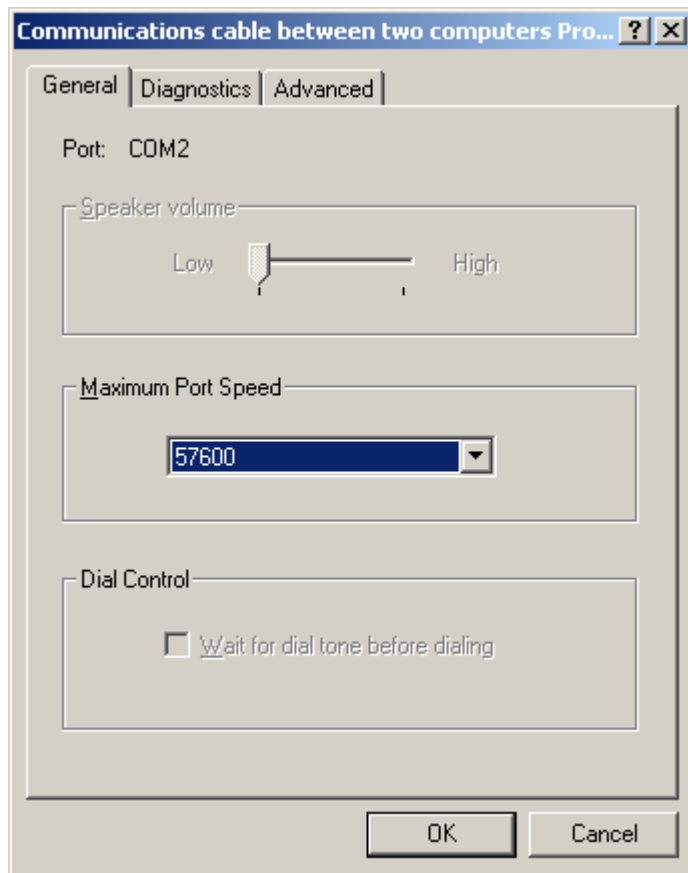 Communications cable between two computers Pro...
General Diagnostics Advanced
Port: COM2
Speaker volume
Low High
Maximum Port Speed
57600
Dial Control
Wait for dial tone before dialing
OK Cancel